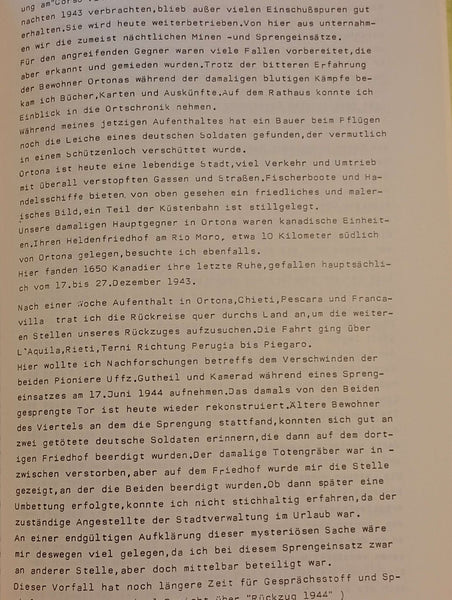 ung am "Corso
nachten 1943 verbrachten,blieb außer vielen Einschußspuren gut
erhalten.Sie wird heute weiterbetrieben.Von hier aus unternahm-
en wir die zumeist nächtlichen Minen -und Sprengeinsätze.
Für den angreifenden Gegner waren viele Fallen vorbereitet,die
aber erkannt und gemieden wurden.Trotz der bitteren Erfahrung
der Bewohner Ortonas während der damaligen blutigen Kämpfe be-
kam ich Bücher,Karten und Auskünfte.Auf dem Rathaus konnte ich
Einblick in die Ortschronik nehmen.
Während meines jetzigen Aufenthaltes hat ein Bauer beim Pflügen
noch die Leiche eines deutschen Soldaten gefunden,der vermutlich
in einem Schützenloch verschüttet wurde.
Ortona ist heute eine lebendige Stadt,viel Verkehr und Umtrieb
mit überall verstopften Gassen und Straßen.Fischerboote und Ha-
ndelsschiffe bieten,von oben gesehen ein friedliches und maler-
isches Bild,ein Teil der Küstenbahn ist stillgelegt.
Unsere damaligen Hauptgegner in Ortona waren kanadische Einheit-
en.Ihren Heldenfriedhof am Rio Moro, etwa 10 Kilometer südlich
von Ortona gelegen,besuchte ich ebenfalls.
Hier fanden 1650 Kanadier ihre letzte Ruhe,gefallen hauptsächli-
ch vom 17.bis 27.Dezember 1943.
Nach einer Woche Aufenthalt in Ortona,Chieti,Pescara und Franca-
villa trat ich die Rückreise quer durchs Land an,um die weiter-
en Stellen unseres Rückzuges aufzusuchen.Die Fahrt ging über
L'Aquila,Rieti,Terni Richtung Perugia bis Piegaro.
Hier wollte ich Nachforschungen betreffs dem Verschwinden der
beiden Pioniere Uffz.Gutheil und Kamerad während eines Spreng-
einsatzes am 17.Juni 1944 aufnehmen.Das damals von den Beiden
gesprengte Tor ist heute wieder rekonstruiert.Ältere Bewohner
des Viertels an dem die Sprengung stattfand,konnten sich gut an
zwei getötete deutsche Soldaten erinnern,die dann auf dem dort-
igen Friedhof beerdigt wurden.Der damalige Totengräber war in -
zwischen verstorben,aber auf dem Friedhof wurde mir die Stelle
gezeigt,an der die Beiden beerdigt wurden.Ob dann später eine
Umbettung erfolgte,konnte ich nicht stichhaltig erfahren,da der
zuständige Angestellte der Stadtverwaltung im Urlaub war.
An einer endgültigen Aufklärung dieser mysteriösen Sache wäre
mir deswegen viel gelegen,da ich bei diesem Sprengeinsatz zwar
an anderer Stelle,aber doch mittelbar beteiligt war.
Dieser Vorfall hat noch längere Zeit für Gesprächsstoff und Sp-
über "Rückzug 1944" )